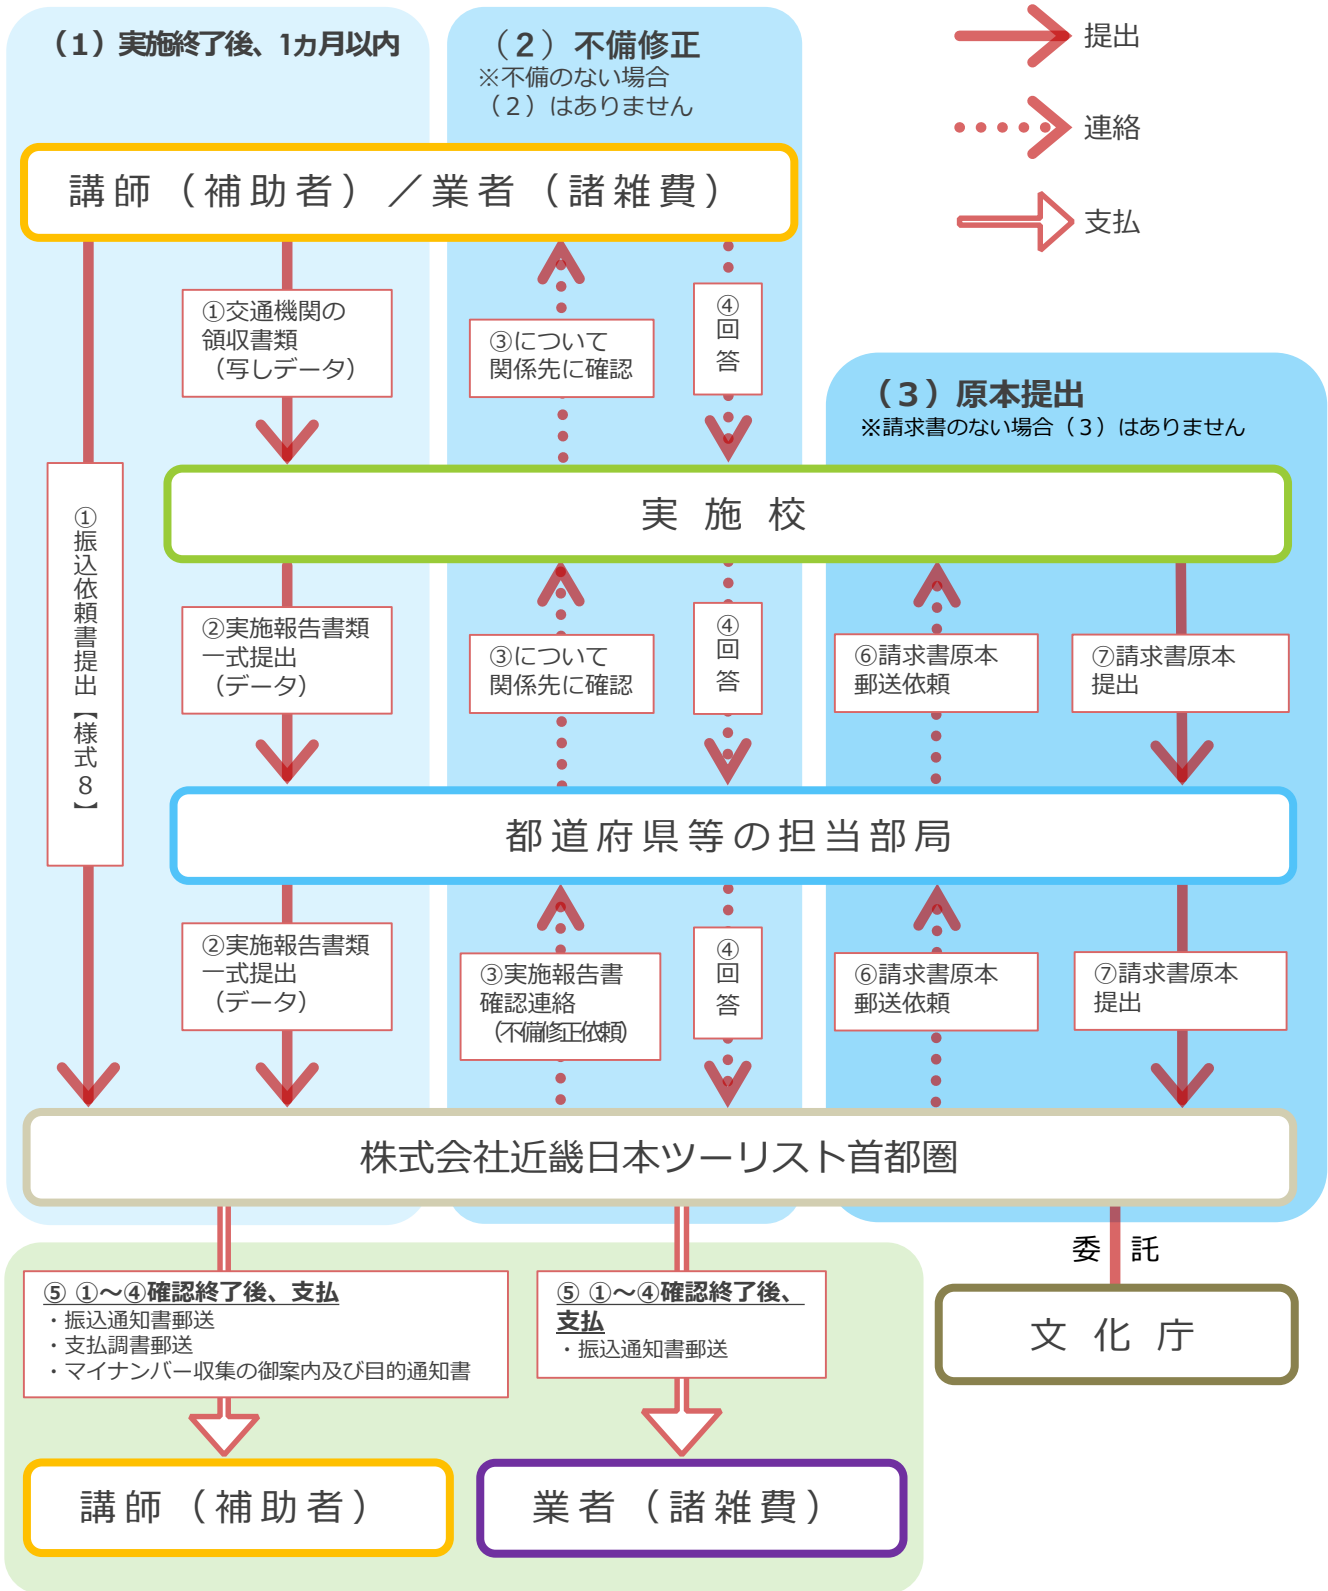 （1）実施終了後、1ヵ月以内
（2）不備修正
※不備のない場合
（2）はありません
提出
連絡
支払
講師（補助者）／業者（諸雑費）
①交通機関の
領収書類
（写しデータ）
③について
関係先に確認
④回答
（3）原本提出
※請求書のない場合（3）はありません
実施校
①振込依頼書提出【様式８】
②実施報告書類
一式提出
（データ）
③について
関係先に確認
④回答
⑥請求書原本
郵送依頼
⑦請求書原本
提出
都道府県等の担当部局
②実施報告書類
一式提出
（データ）
③実施報告書
確認連絡
（不備修正依頼）
④回答
⑥請求書原本
郵送依頼
⑦請求書原本
提出
株式会社近畿日本ツーリスト首都圏
委託
⑤ ①～④確認終了後、支払
・振込通知書郵送
・支払調書郵送
・マイナンバー収集の御案内及び目的通知書
⑤ ①～④確認終了後、
支払
・振込通知書郵送
文化庁
講師（補助者）
業者（諸雑費）